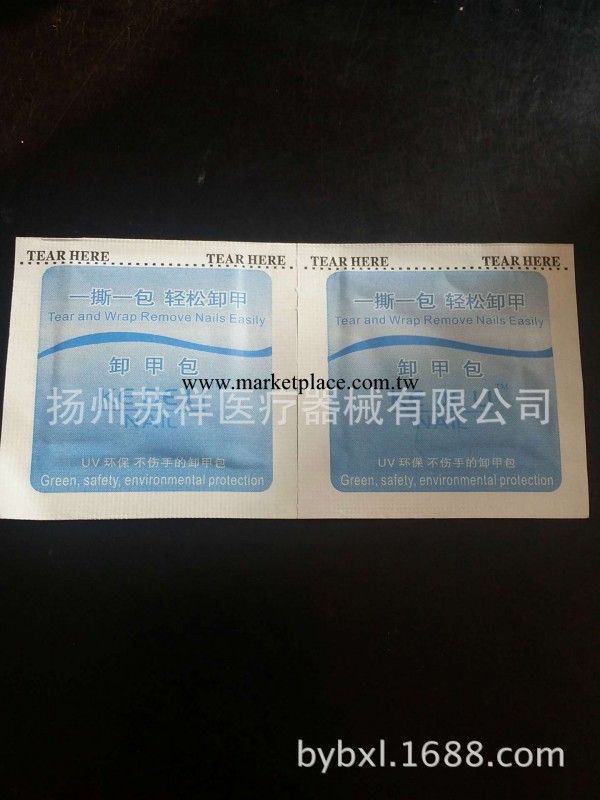 TEAR HERE TEAR HERE TEAR HERE TEAR HERE
一撕一包 轻松卸甲 一撕一包 轻松卸甲
Tear and Wrap Remove Nails Easily Tear and Wrap Remove Nails Easily
卸甲包 卸甲包
www.marketplace.com.tw
扬州苏祥医疗器械有限公司
NAIL NAIL
UV 环保 不伤手的卸甲包 UV 环保 不伤手的卸甲包
Green, safety, environmental protection Green, safety, environmental protection
bybxl.1688.com